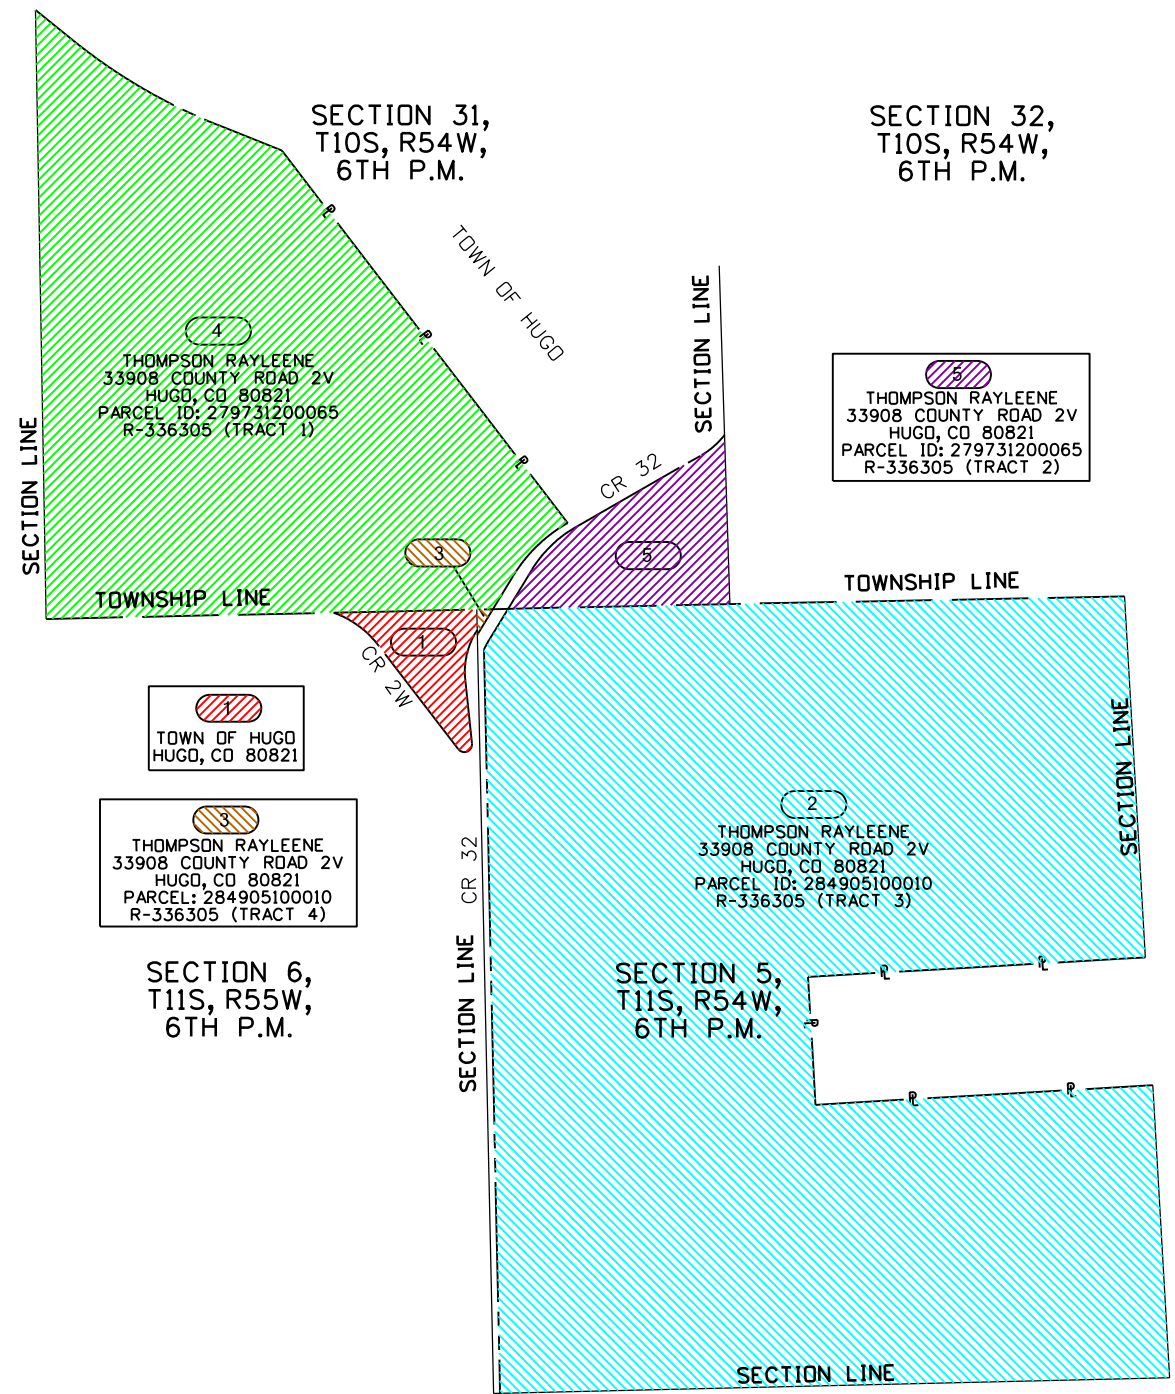 SECTION 31,
T10S, R54W,
6TH P.M.
SECTION 32,
T10S, R54W,
6TH P.M.
TOWN OF HUGO
SECTION LINE
4
THOMPSON RAYLEENE
33908 COUNTY ROAD 2V
HUGO, CO 80821
PARCEL ID: 279731200065
R-336305 (TRACT 1)
5
THOMPSON RAYLEENE
33908 COUNTY ROAD 2V
HUGO, CO 80821
PARCEL ID: 279731200065
R-336305 (TRACT 2)
SECTION LINE
CR 32
3
5
TOWNSHIP LINE
TOWNSHIP LINE
1
CR 2W
1
TOWN OF HUGO
HUGO, CO 80821
SECTION LINE
3
THOMPSON RAYLEENE
33908 COUNTY ROAD 2V
HUGO, CO 80821
PARCEL: 284905100010
R-336305 (TRACT 4)
CR 32
2
THOMPSON RAYLEENE
33908 COUNTY ROAD 2V
HUGO, CO 80821
PARCEL ID: 284905100010
R-336305 (TRACT 3)
SECTION 6,
T11S, R55W,
6TH P.M.
SECTION LINE
SECTION 5,
T11S, R54W,
6TH P.M.
SECTION LINE